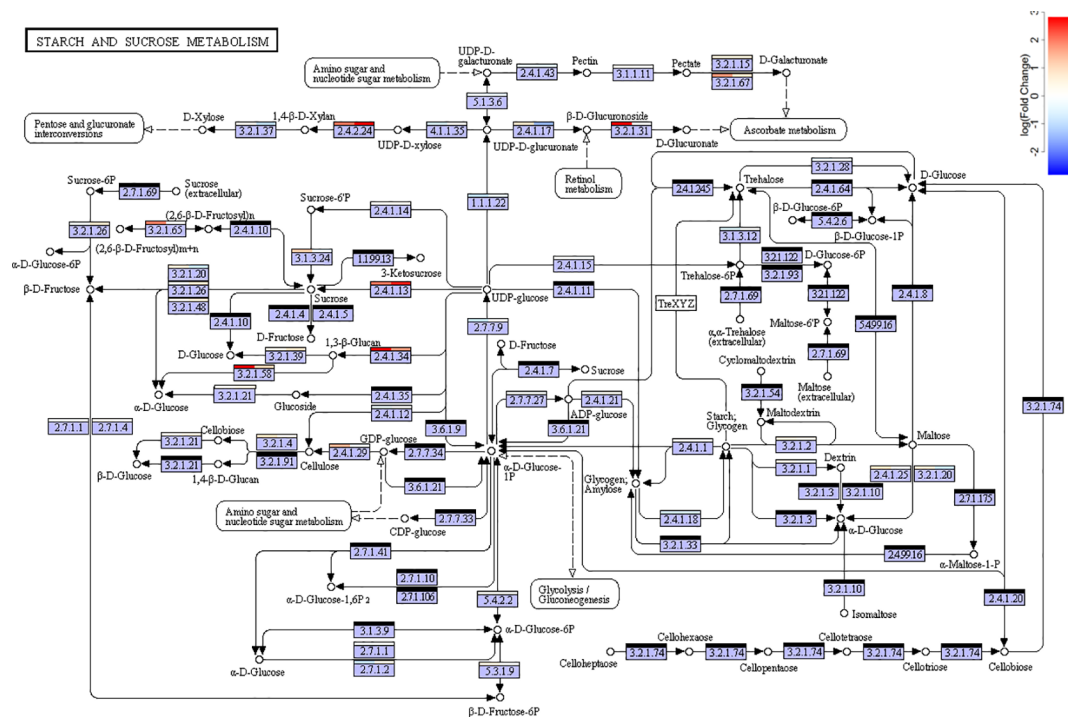 STARCH AND SUCROSE METABOLISM
3
2
1
0
-1
-2
log(Fold Change)
UDP-D-
galacturonate
Amino sugar and
nucleotide sugar metabolism
2.4.1.43
Pectin
3.1.1.11
Pectate
3.2.1.15
3.2.1.67
D-Galacturonate
5.1.3.6
Pentose and glucuronate
interconversions
D-Xylose
3.2.1.37
1,4-β-D-Xylan
2.4.2.24
UDP-D-xylose
4.1.1.35
2.4.1.17
UDP-D-glucuronate
β-D-Glucuronoside
3.2.1.31
D-Glucuronate
Ascorbate metabolism
Retinol
metabolism
Sucrose-6P
2.7.1.69
Sucrose
(extracellular)
Sucrose-6'P
2.4.1.14
1.1.1.22
2.4.1.245
Trehalose
3.2.1.28
2.4.1.64
D-Glucose
β-D-Glucose-6P
5.4.2.6
β-D-Glucose-1P
3.2.1.26
(2,6-β-D-Fructosyl)n
3.2.1.65
2.4.1.10
(2,6-β-D-Fructosyl)m+n
α-D-Glucose-6P
3.1.3.24
1.1.99.13
3-Ketosucrose
3.1.3.12
Trehalose-6P
3.2.1.122
3.2.1.93
D-Glucose-6P
2.4.1.15
β-D-Fructose
3.2.1.20
3.2.1.26
3.2.1.48
Sucrose
2.4.1.13
UDP-glucose
2.4.1.11
2.7.1.69
3.2.1.122
2.4.1.8
TreXYZ
2.4.1.10
2.4.1.4
2.4.1.5
D-Fructose
α,α-Trehalose
(extracellular)
Maltose-6'P
5.4.99.16
2.7.7.9
D-Glucose
3.2.1.39
1,3-β-Glucan
2.4.1.34
D-Fructose
2.7.1.69
3.2.1.58
2.4.1.7
Sucrose
Cyclomaltodextrin
Maltose
(extracellular)
α-D-Glucose
3.2.1.21
Glucoside
2.4.1.35
2.7.7.27
ADP-glucose
2.4.1.21
3.2.1.54
Maltodextrin
3.2.1.74
2.4.1.12
2.7.1.1
2.7.1.4
3.6.1.9
3.6.1.21
Starch;
Glycogen
Cellobiose
3.2.1.21
3.2.1.4
GDP-glucose
2.4.1.29
2.7.7.34
α-D-Glucose-
1P
2.4.1.1
3.2.1.2
Maltose
β-D-Glucose
3.2.1.21
1,4-β-D-Glucan
3.2.1.91
Cellulose
3.2.1.1
Dextrin
2.4.1.25
3.2.1.20
3.6.1.21
Glycogen;
Amylose
3.2.1.3
3.2.1.10
2.7.1.175
Amino sugar and
nucleotide sugar metabolism
CDP-glucose
2.7.7.33
2.4.1.18
3.2.1.3
α-D-Glucose
3.2.1.33
2.7.1.41
2.4.99.16
α-Maltose-1-P
2.7.1.10
2.7.1.106
α-D-Glucose-1,6P2
Glycolysis /
Gluconeogenesis
3.2.1.10
Isomaltose
2.4.1.20
5.4.2.2
3.1.3.9
α-D-Glucose-6P
2.7.1.1
2.7.1.2
α-D-Glucose
5.3.1.9
β-D-Fructose-6P
Cellohexaose
Cellotetraose
Celloheptaose
3.2.1.74
3.2.1.74
3.2.1.74
3.2.1.74
3.2.1.74
Cellopentaose
Cellotriose
Cellobiose